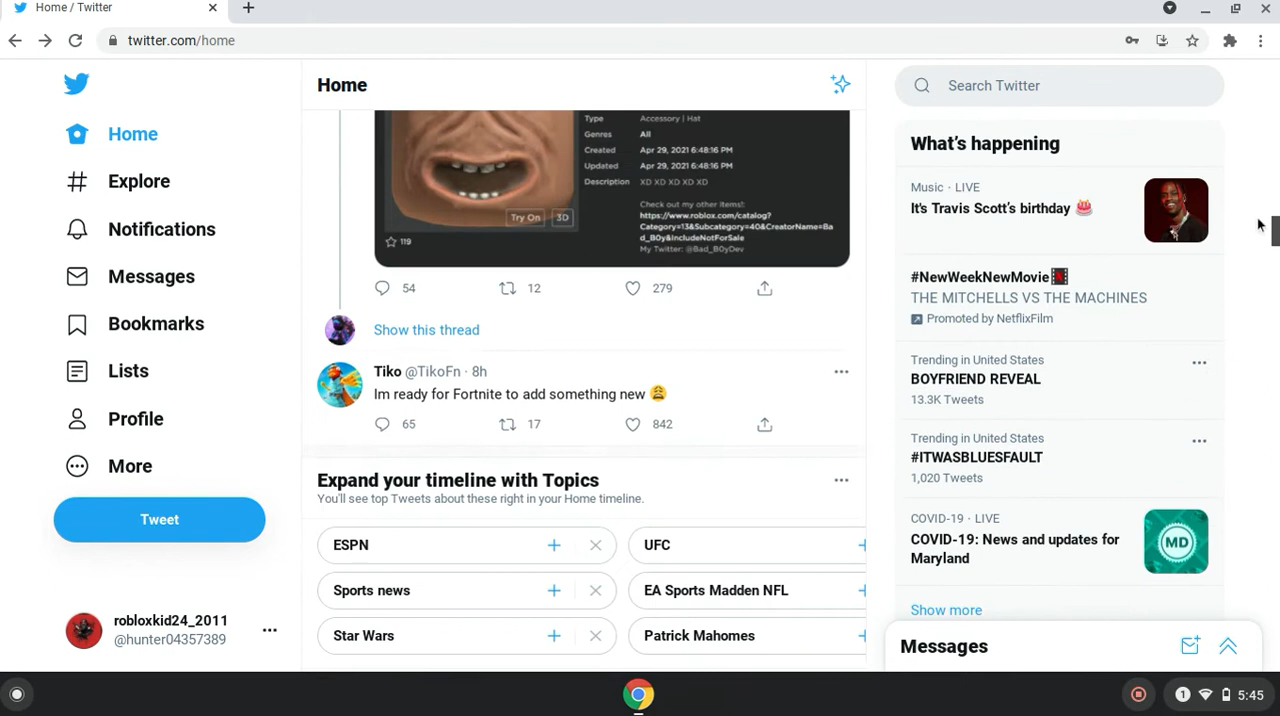 Home / Twitter
twitter.com/home
Home
Search Twitter
Home
Explore
Notifications
Messages
Bookmarks
Lists
Profile
More
Tweet
robloxkid24_2011
@hunter04357389
Type Accessory | Hat
Genres All
Created Apr 29, 2021 6:48:16 PM
Updated Apr 29, 2021 6:48:16 PM
Description XD XD XD XD XD
Check out my other items!:
https://www.roblox.com/catalog?
Category=13&Subcategory=40&CreatorName=Ba
d_B0y&IncludeNotForSale
My Twitter: @Bad_B0yDev
Try On 3D
119
54 12 279
Show this thread
Tiko @TikoFn · 8h
Im ready for Fortnite to add something new 😩
65 17 842
Expand your timeline with Topics
You'll see top Tweets about these right in your Home timeline.
ESPN UFC
Sports news EA Sports Madden NFL
Star Wars Patrick Mahomes
What's happening
Music · LIVE
It's Travis Scott's birthday 🎂
#NewWeekNewMovie
THE MITCHELLS VS THE MACHINES
Promoted by NetflixFilm
Trending in United States
BOYFRIEND REVEAL
13.3K Tweets
Trending in United States
#ITWASBLUESFAULT
1,020 Tweets
COVID-19 · LIVE
COVID-19: News and updates for
Maryland
MD
Show more
Messages
1 5:45